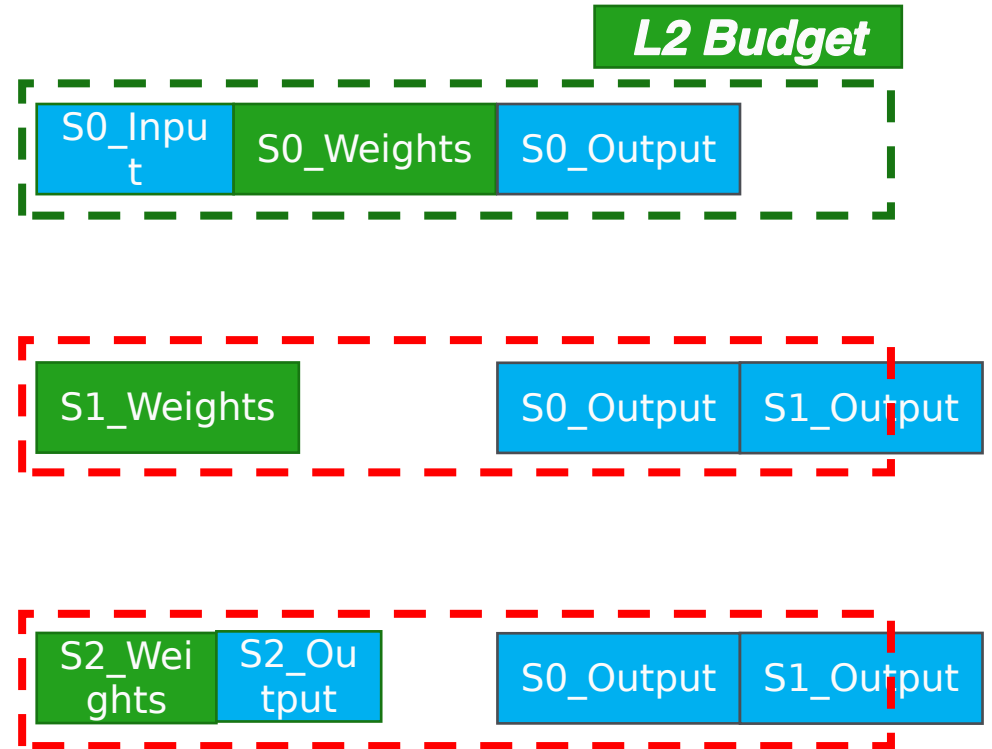 L2 Budget
S0_Inpu
t
S0_Weights
S0_Output
S1_Weights
S0_Output
S1_Output
S2_Wei
ghts
S2_Ou
tput
S0_Output
S1_Output